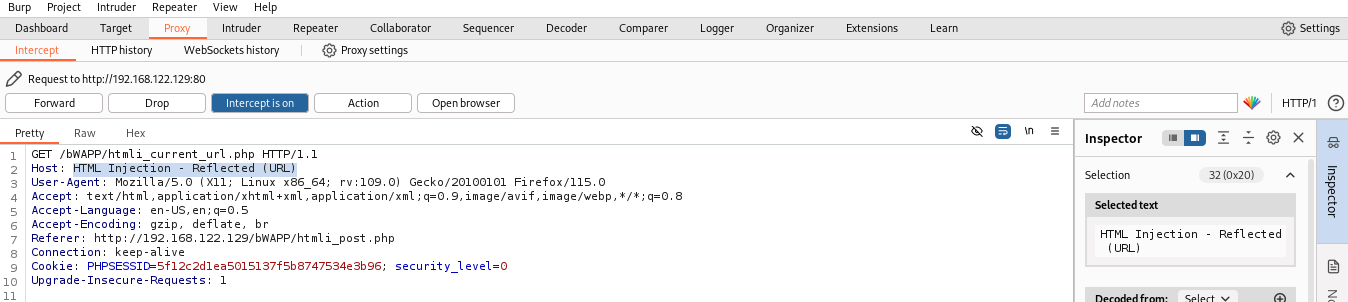 Burp Project Intruder Repeater View Help
Dashboard Target Proxy Intruder Repeater Collaborator Sequencer Decoder Comparer Logger Organizer Extensions Learn Settings
Intercept HTTP history WebSockets history Proxy settings
Request to http://192.168.122.129:80
Forward Drop Intercept is on Action Open browser Add notes HTTP/1
Pretty Raw Hex \n
1 GET /bWAPP/htmli_current_url.php HTTP/1.1
2 Host: HTML Injection - Reflected (URL)
3 User-Agent: Mozilla/5.0 (X11; Linux x86_64; rv:109.0) Gecko/20100101 Firefox/115.0
4 Accept: text/html,application/xhtml+xml,application/xml;q=0.9,image/avif,image/webp,*/*;q=0.8
5 Accept-Language: en-US,en;q=0.5
6 Accept-Encoding: gzip, deflate, br
7 Referer: http://192.168.122.129/bWAPP/htmli_post.php
8 Connection: keep-alive
9 Cookie: PHPSESSID=5f12c2d1ea5015137f5b8747534e3b96; security_level=0
10 Upgrade-Insecure-Requests: 1
11
Inspector
Selection 32 (0x20)
Selected text
HTML Injection - Reflected
(URL)
Decoded from: Select
Inspector